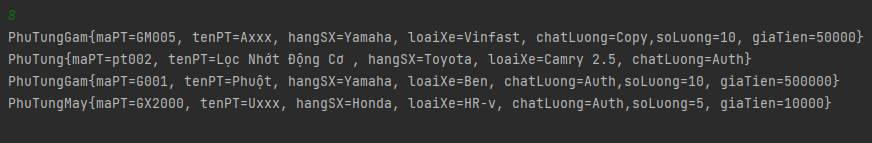 8
PhuTungGam{maPT=GM005, tenPT=Axxx, hangSX=Yamaha, loaiXe=Vinfast, chatLuong=Copy,soLuong=10, giaTien=50000}
PhuTung{maPT=pt002, tenPT=Lọc Nhớt Động Cơ , hangSX=Toyota, loaiXe=Camry 2.5, chatLuong=Auth}
PhuTungGam{maPT=G001, tenPT=Phuột, hangSX=Yamaha, loaiXe=Ben, chatLuong=Auth,soLuong=10, giaTien=500000}
PhuTungMay{maPT=GX2000, tenPT=Uxxx, hangSX=Honda, loaiXe=HR-v, chatLuong=Auth,soLuong=5, giaTien=10000}